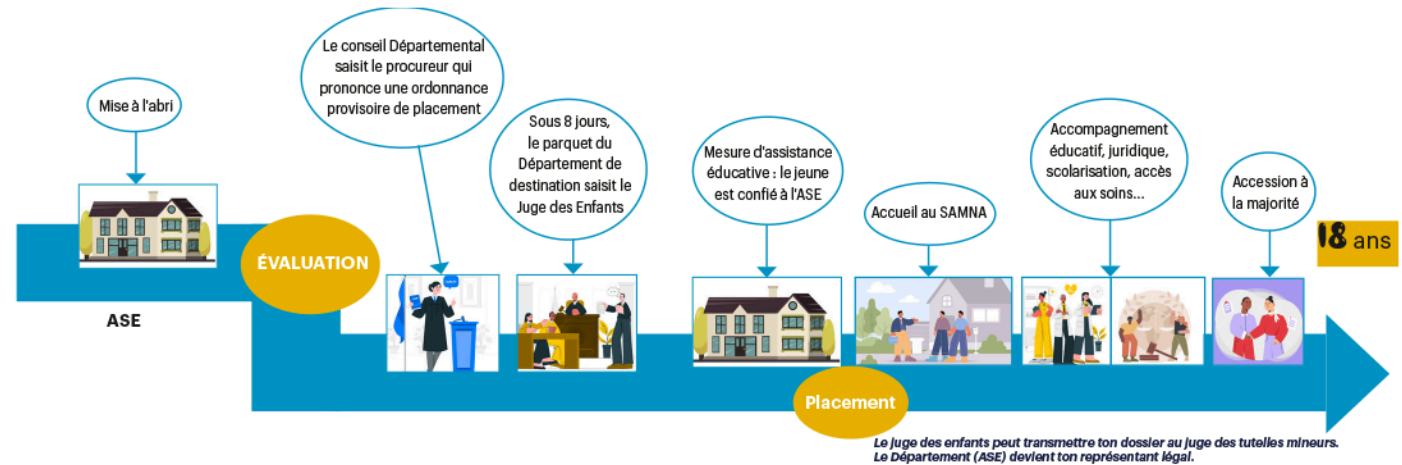 Mise à l'abri
ASE
ÉVALUATION
Le conseil Départemental
saisit le procureur qui
prononce une ordonnance
provisoire de placement
Sous 8 jours,
le parquet du
Département de
destination saisit le
Juge des Enfants
Mesure d'assistance
éducative : le jeune
est confié à l'ASE
Placement
Accueil au SAMNA
Accompagnement
éducatif, juridique,
scolarisation, accès
aux soins...
Accession à
la majorité
18 ans
Le juge des enfants peut transmettre ton dossier au juge des tutelles mineurs.
Le Département (ASE) devient ton représentant légal.